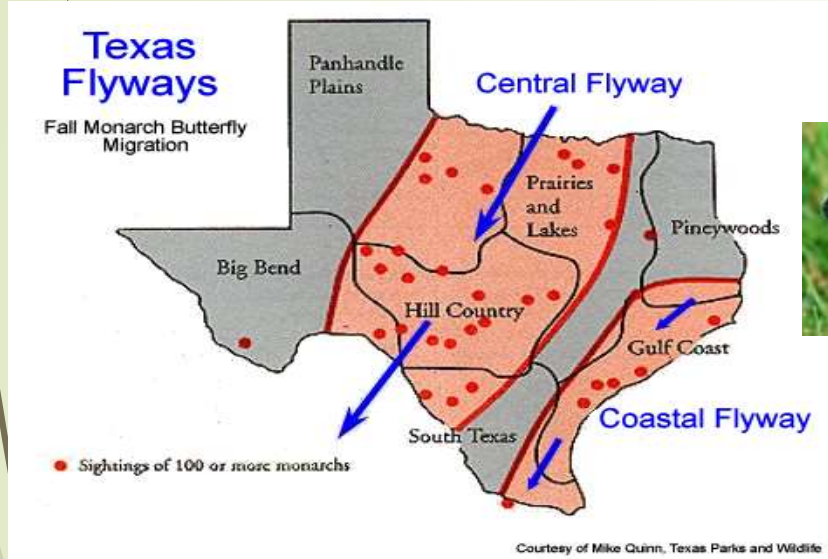 Texas
Flyways
Fall Monarch Butterfly
Migration
Panhandle
Plains
Central Flyway
Prairies
and
Lakes
Pineywoods
Big Bend
Hill Country
Gulf Coast
Coastal Flyway
South Texas
Sightings of 100 or more monarchs
Courtesy of Mike Quinn, Texas Parks and Wildlife